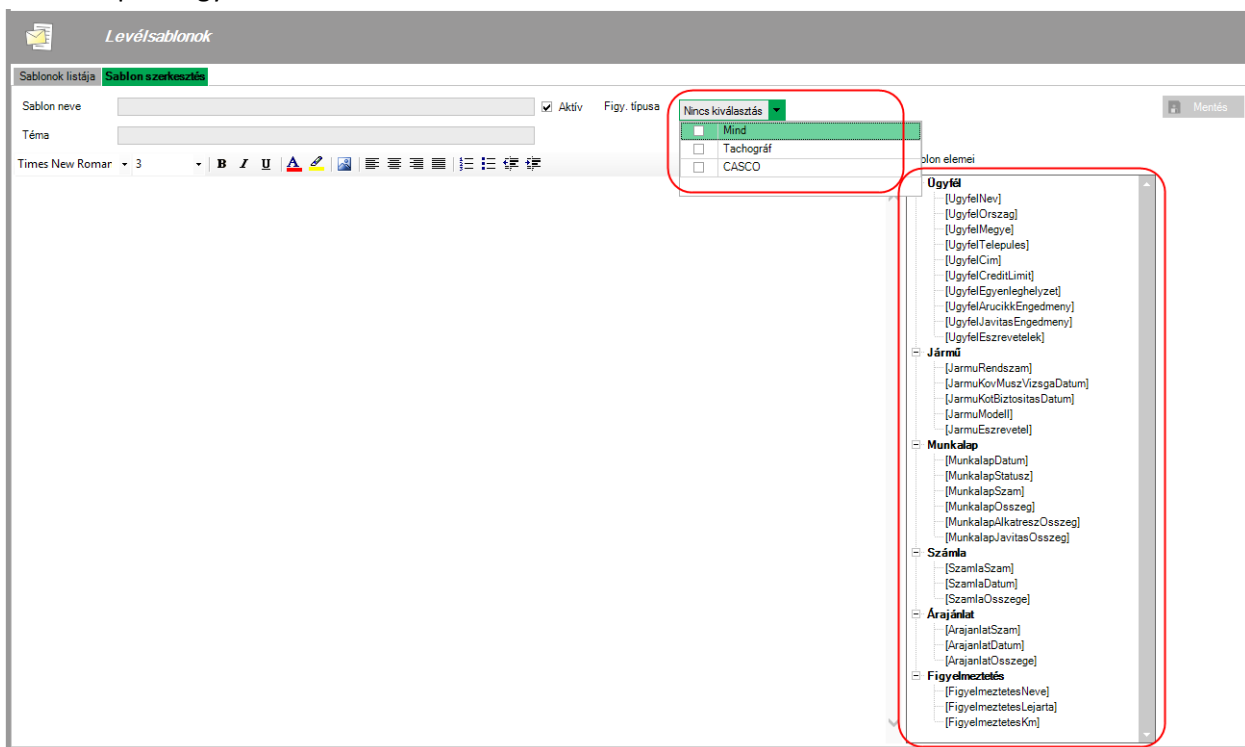 Levélsablonok
Sablonok listája Sablon szerkesztés
Sablon neve Aktív Figy. típusa Nincs kiválasztás Mentés
Téma
Mind
Tachográf
CASCO
Times New Romar 3 B I U A
blon elemei
Ügyfél
[UgyfelNev]
[UgyfelOrszag]
[UgyfelMegye]
[UgyfelTelepules]
[UgyfelCim]
[UgyfelCreditLimit]
[UgyfelEgyenleghelyzet]
[UgyfelArucikkEngedmeny]
[UgyfelJavitasEngedmeny]
[UgyfelEszrevetelek]
Jármű
[JarmuRendszam]
[JarmuKovMuszVizsgaDatum]
[JarmuKotBiztositasDatum]
[JarmuModell]
[JarmuEszrevetel]
Munkalap
[MunkalapDatum]
[MunkalapStatusz]
[MunkalapSzam]
[MunkalapOsszeg]
[MunkalapAlkatreszOsszeg]
[MunkalapJavitasOsszeg]
Számla
[SzamlaSzam]
[SzamlaDatum]
[SzamlaOsszege]
Árajánlat
[ArajanlatSzam]
[ArajanlatDatum]
[ArajanlatOsszege]
Figyelmeztetés
[FigyelmeztetesNeve]
[FigyelmeztetesLejarta]
[FigyelmeztetesKm]